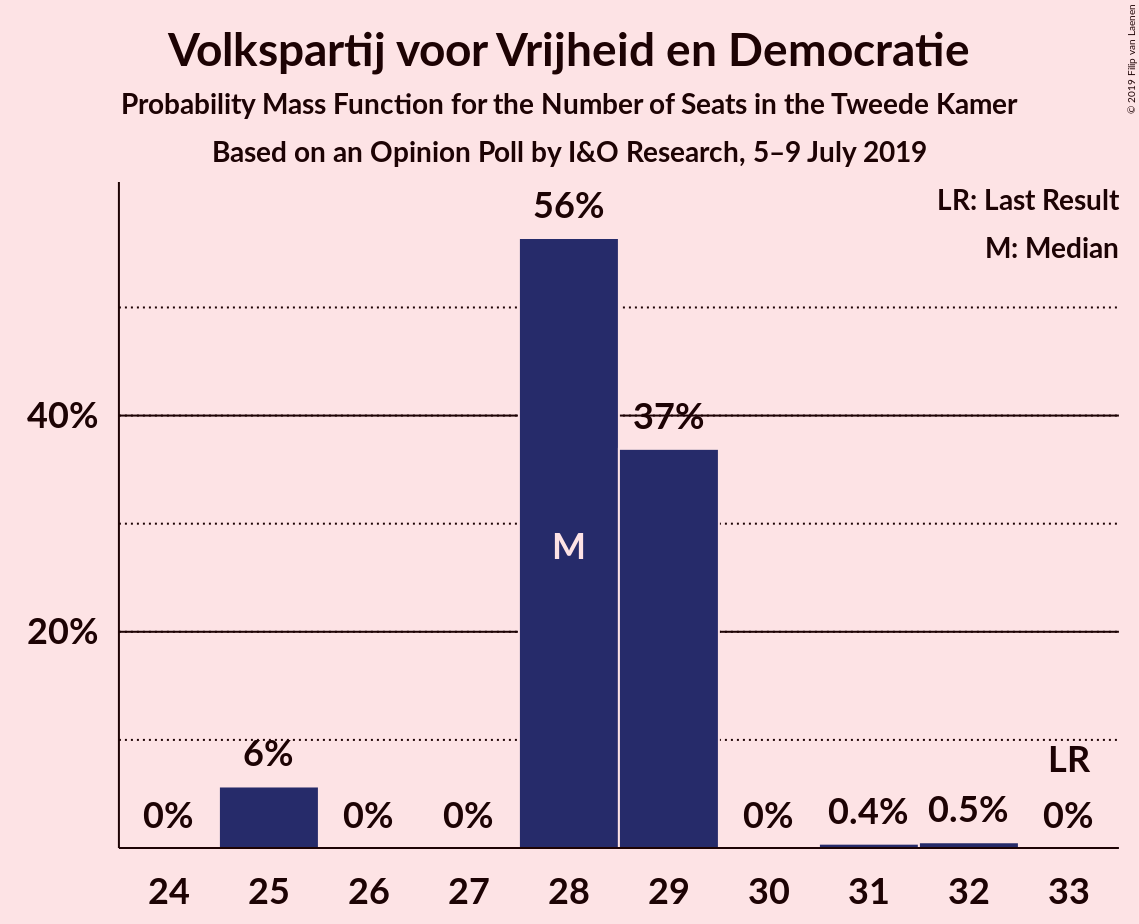 Volkspartij voor Vrijheid en Democratie
Probability Mass Function for the Number of Seats in the Tweede Kamer
Based on an Opinion Poll by I&O Research, 5–9 July 2019
© 2019 Filip van Laenen
LR: Last Result
M: Median
56%
40%
37%
M
20%
6%
LR
0%
0%
0%
0%
0.4%
0.5%
0%
24
25
26
27
28
29
30
31
32
33